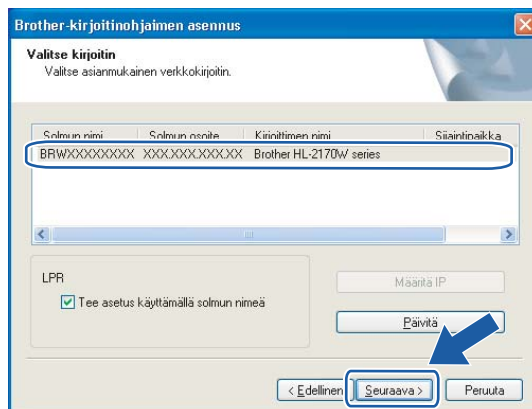 Brother-kirjoitinohjaimen asennus
Valitse kirjoitin
Valitse asianmukainen verkkokirjoitin.
Solmun nimi Solmun osoite Kirjoittimen nimi Sijaintipaikka
BRWXXXXXXXX XXX.XXX.XXX.XX Brother HL-2170W series
LPR
Tee asetus käyttämällä solmun nimeä
Määritä IP
Päivitä
< Edellinen Seuraava > Peruuta